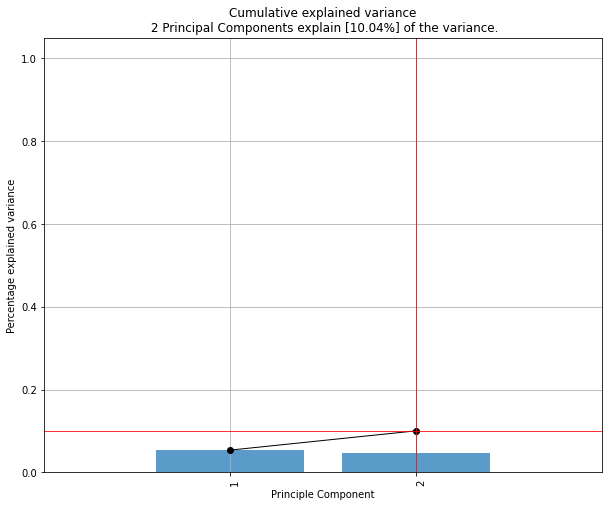 Cumulative explained variance
2 Principal Components explain [10.04%] of the variance.
1.0
0.8
0.6
0.4
0.2
0.0
Percentage explained variance
1
2
Principle Component